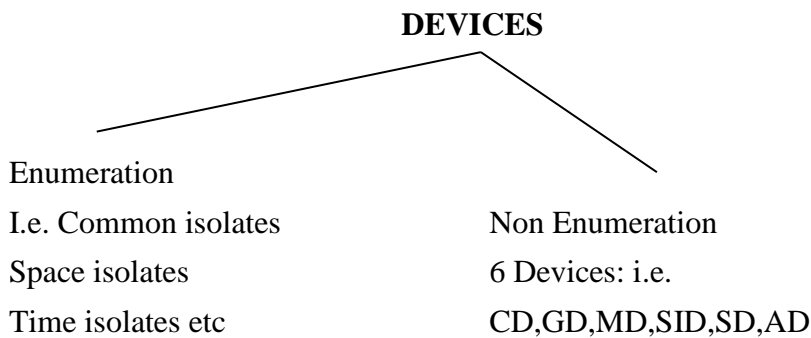 DEVICES
Enumeration
I.e. Common isolates
Space isolates
Time isolates etc
Non Enumeration
6 Devices: i.e.
CD,GD,MD,SID,SD,AD